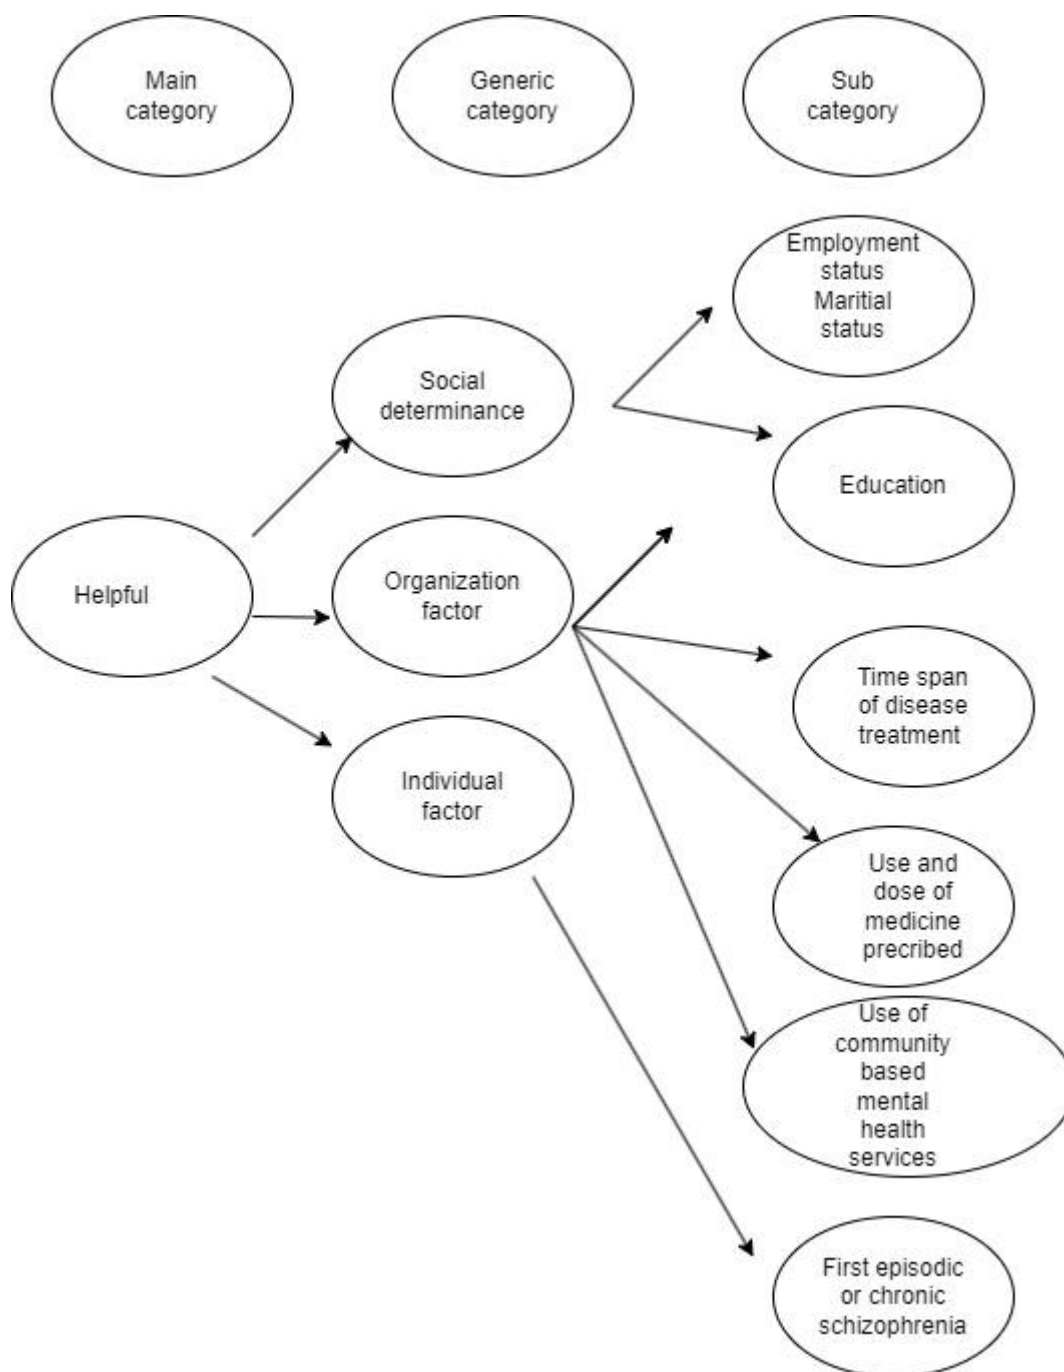 Main
category
Generic
category
Sub
category
Employment
status
Maritial
status
Social
determinance
Education
Helpful
Organization
factor
Time span
of disease
treatment
Individual
factor
Use and
dose of
medicine
precribed
Use of
community
based
mental
health
services
First episodic
or chronic
schizophrenia